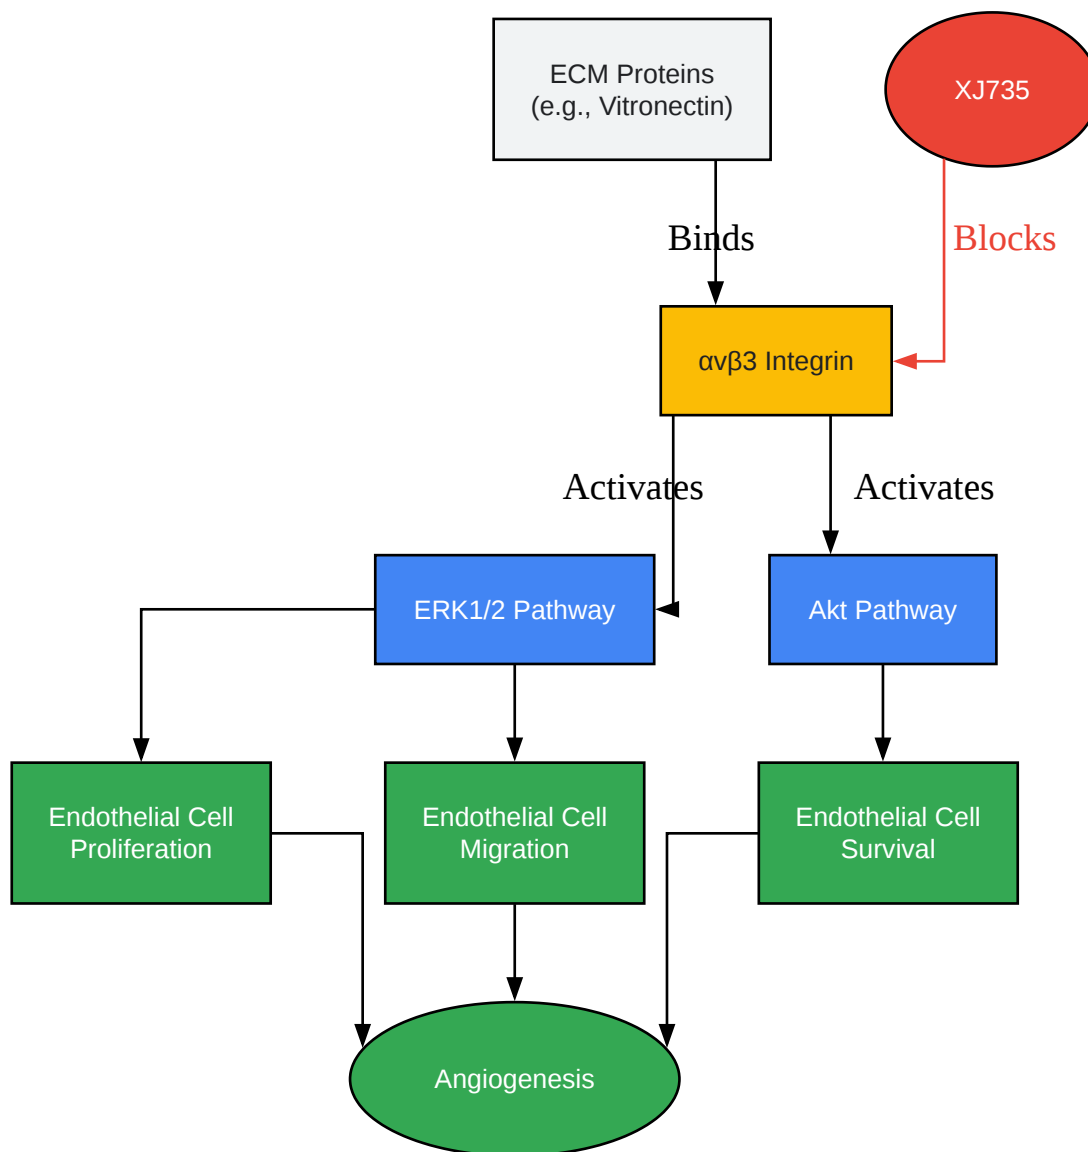 ECM Proteins
(e.g., Vitronectin)
XJ735
Binds
Blocks
αvβ3 Integrin
Activates
Activates
ERK1/2 Pathway
Akt Pathway
Endothelial Cell
Proliferation
Endothelial Cell
Migration
Endothelial Cell
Survival
Angiogenesis